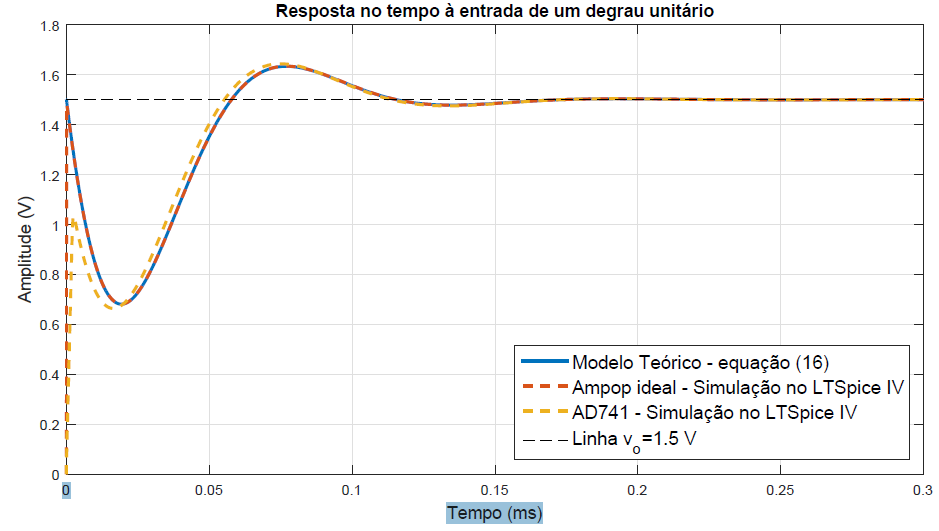 Resposta no tempo à entrada de um degrau unitário
Amplitude (V)
1.8
1.6
1.4
1.2
1
0.8
0.6
0.4
0.2
0
Modelo Teórico - equação (16)
Ampop ideal - Simulação no LTSpice IV
AD741 - Simulação no LTSpice IV
Linha v_o=1.5 V
0 0.05 0.1 0.15 0.2 0.25 0.3
Tempo (ms)